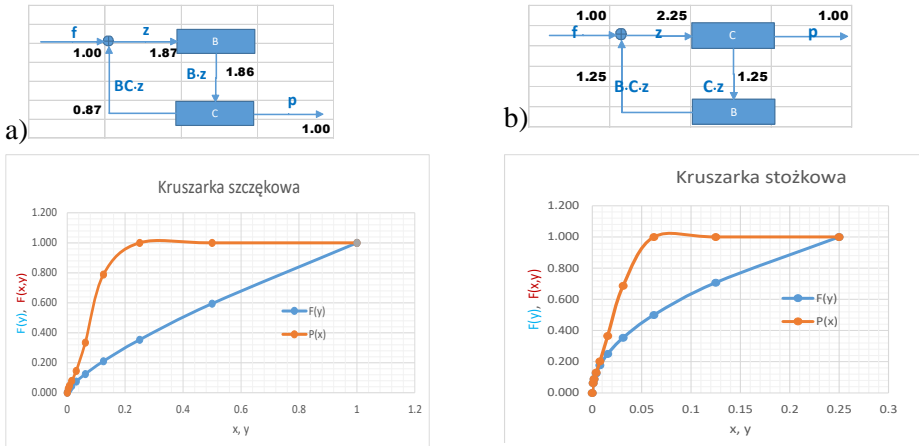 f z B
1.00 1.87
BC·z B·z 1.86
0.87 C p
a) 1.00
1.00 2.25 1.00
f z C p
1.25 B·C·z C·z 1.25
b) B
Kruszarka szczękowa
F(y), F(x,y)
1.200
1.000
0.800
0.600
0.400
0.200
0.000
F(y)
P(x)
0 0.2 0.4 0.6 0.8 1 1.2
x, y
Kruszarka stożkowa
F(y), F(x,y)
1.200
1.000
0.800
0.600
0.400
0.200
0.000
F(y)
P(x)
0 0.05 0.1 0.15 0.2 0.25 0.3
x, y